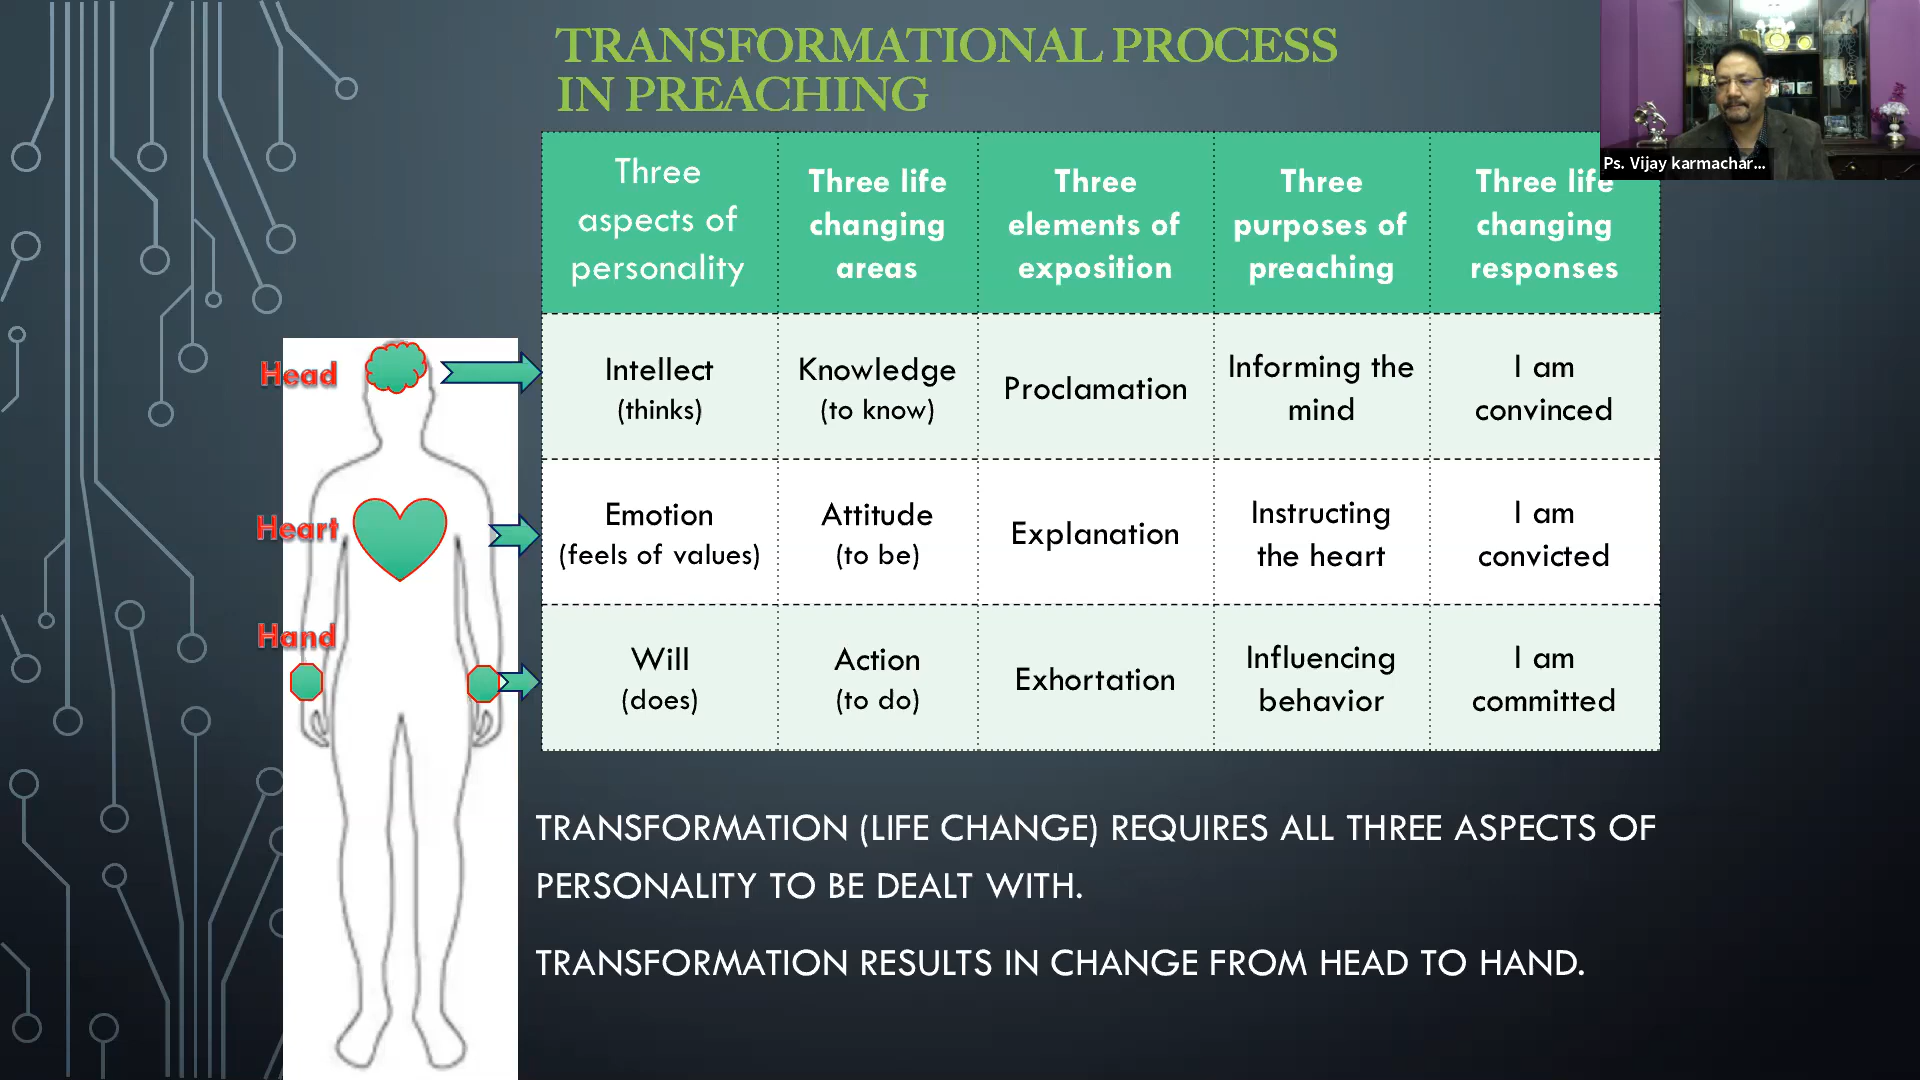 TRANSFORMATIONAL PROCESS
IN PREACHING
Ps. Vijay karmachar...
Three
aspects of
personality
Three life
changing
areas
Three
elements of
exposition
Three
purposes of
preaching
Three life
changing
responses
Head
Intellect
(thinks)
Knowledge
(to know)
Proclamation
Informing the
mind
I am
convinced
Heart
Emotion
(feels of values)
Attitude
(to be)
Explanation
Instructing
the heart
I am
convicted
Hand
Will
(does)
Action
(to do)
Exhortation
Influencing
behavior
I am
committed
TRANSFORMATION (LIFE CHANGE) REQUIRES ALL THREE ASPECTS OF
PERSONALITY TO BE DEALT WITH.
TRANSFORMATION RESULTS IN CHANGE FROM HEAD TO HAND.